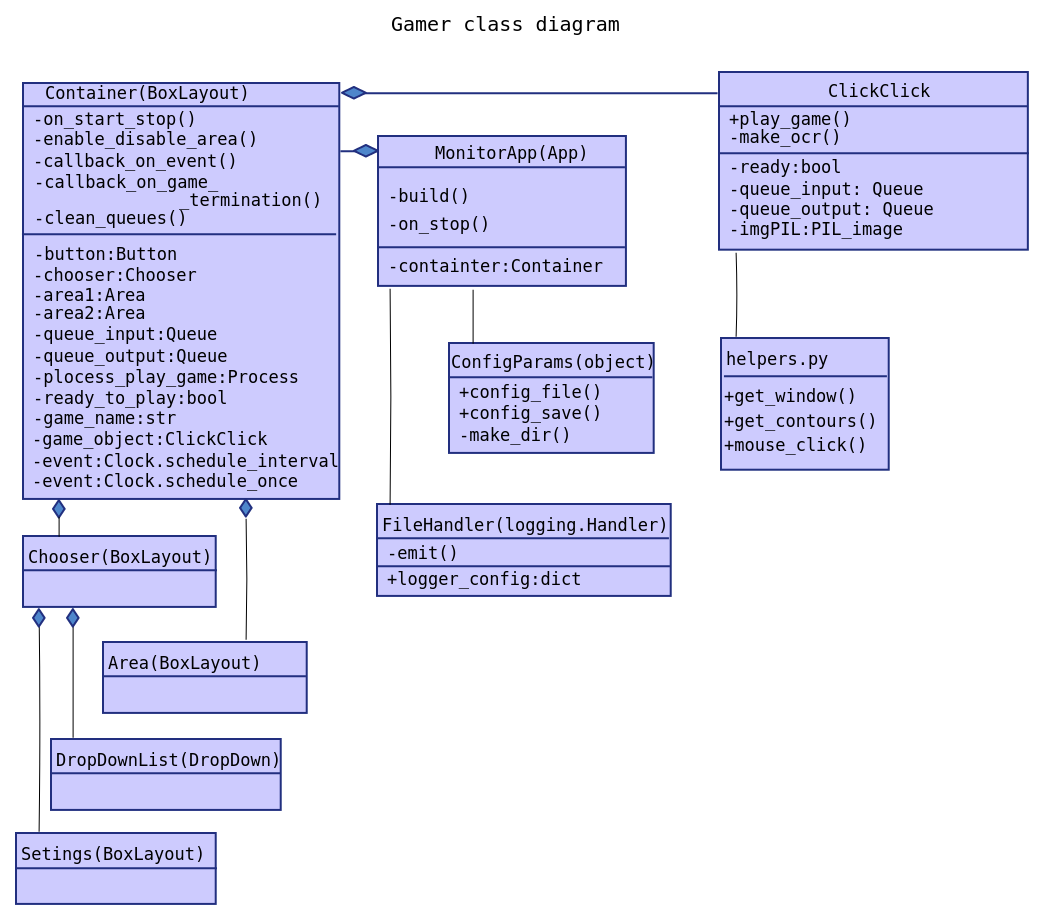 Gamer class diagram
Container(BoxLayout)
-on_start_stop()
-enable_disable_area()
-callback_on_event()
-callback_on_game_
_termination()
-clean_queues()
-button:Button
-chooser:Chooser
-area1:Area
-area2:Area
-queue_input:Queue
-queue_output:Queue
-plocess_play_game:Process
-ready_to_play:bool
-game_name:str
-game_object:ClickClick
-event:Clock.schedule_interval
-event:Clock.schedule_once
MonitorApp(App)
-build()
-on_stop()
-containter:Container
ClickClick
+play_game()
-make_ocr()
-ready:bool
-queue_input: Queue
-queue_output: Queue
-imgPIL:PIL_image
ConfigParams(object)
+config_file()
+config_save()
-make_dir()
helpers.py
+get_window()
+get_contours()
+mouse_click()
FileHandler(logging.Handler)
-emit()
+logger_config:dict
Chooser(BoxLayout)
Area(BoxLayout)
DropDownList(DropDown)
Setings(BoxLayout)